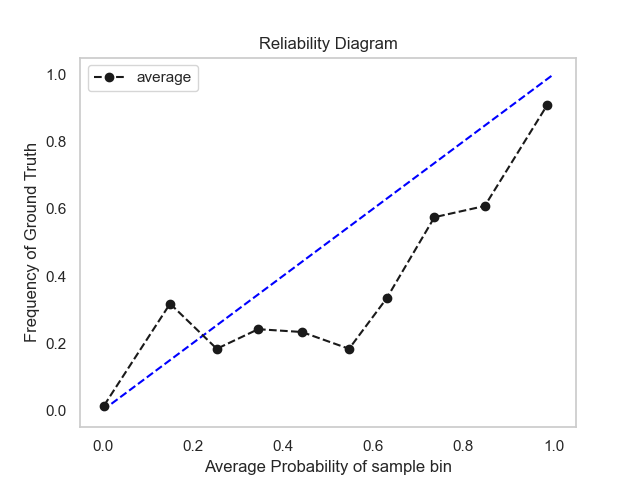 Reliability Diagram
average
Frequency of Ground Truth
1.0
0.8
0.6
0.4
0.2
0.0
0.0 0.2 0.4 0.6 0.8 1.0
Average Probability of sample bin